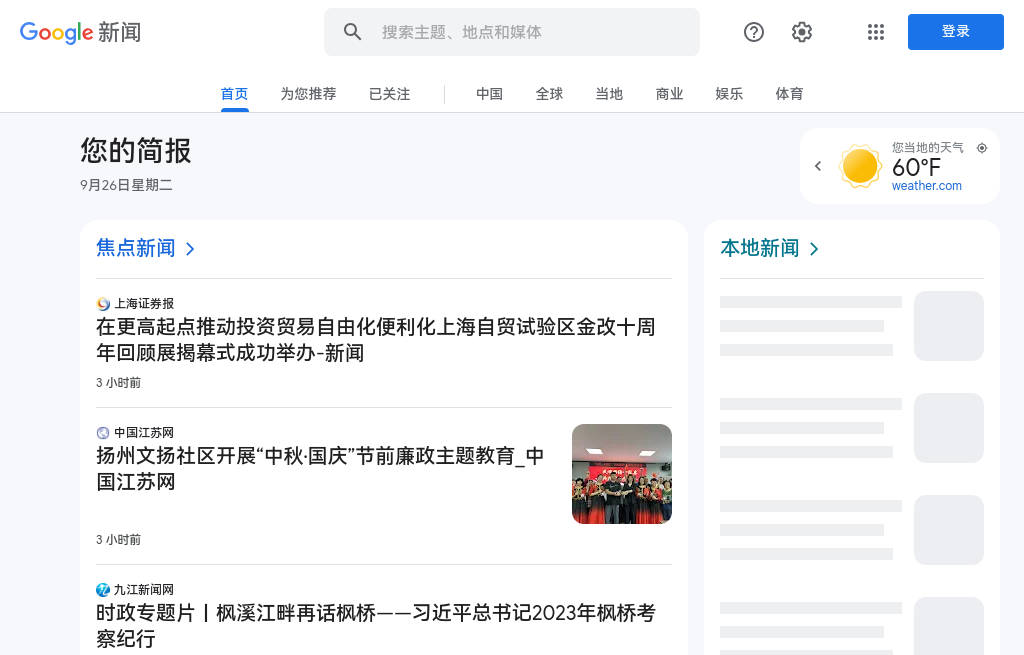 Google 新闻
搜索主题、地点和媒体
登录
首页
为您推荐
已关注
中国
全球
当地
商业
娱乐
体育
您的简报
9月26日星期二
您当地的天气
60°F
weather.com
焦点新闻
上海证券报
在更高起点推动投资贸易自由化便利化上海自贸试验区金改十周
年回顾展揭幕式成功举办-新闻
3 小时前
中国江苏网
扬州文扬社区开展“中秋·国庆”节前廉政主题教育_中
国江苏网
3 小时前
九江新闻网
时政专题片丨枫溪江畔再话枫桥——习近平总书记2023年枫桥考
察纪行
本地新闻